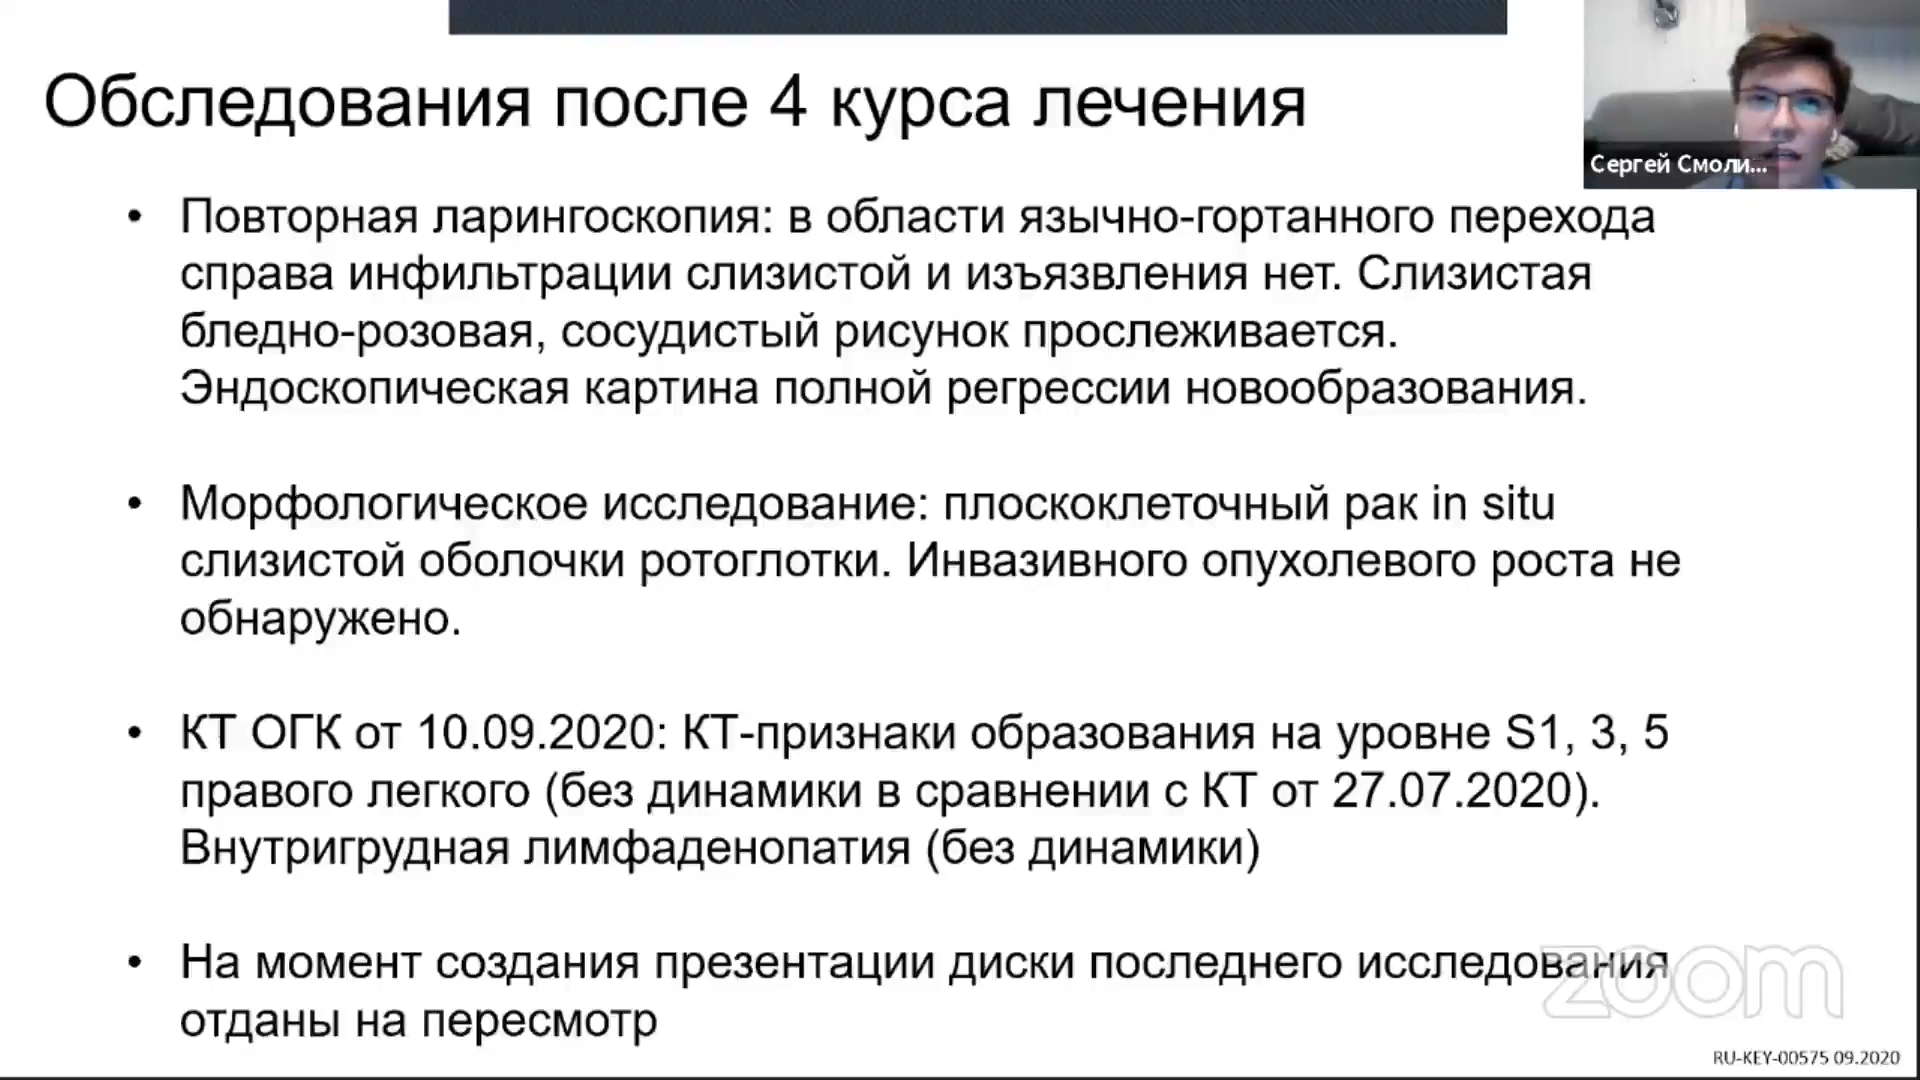 Обследования после 4 курса лечения
Сергей Смоли...
• Повторная ларингоскопия: в области язычно-гортанного перехода
справа инфильтрации слизистой и изъязвления нет. Слизистая
бледно-розовая, сосудистый рисунок прослеживается.
Эндоскопическая картина полной регрессии новообразования.
• Морфологическое исследование: плоскоклеточный рак in situ
слизистой оболочки ротоглотки. Инвазивного опухолевого роста не
обнаружено.
• КТ ОГК от 10.09.2020: КТ-признаки образования на уровне S1, 3, 5
правого легкого (без динамики в сравнении с КТ от 27.07.2020).
Внутригрудная лимфаденопатия (без динамики)
• На момент создания презентации диски последнего исследования
отданы на пересмотр
zoom
RU-KEY-00575 09.2020